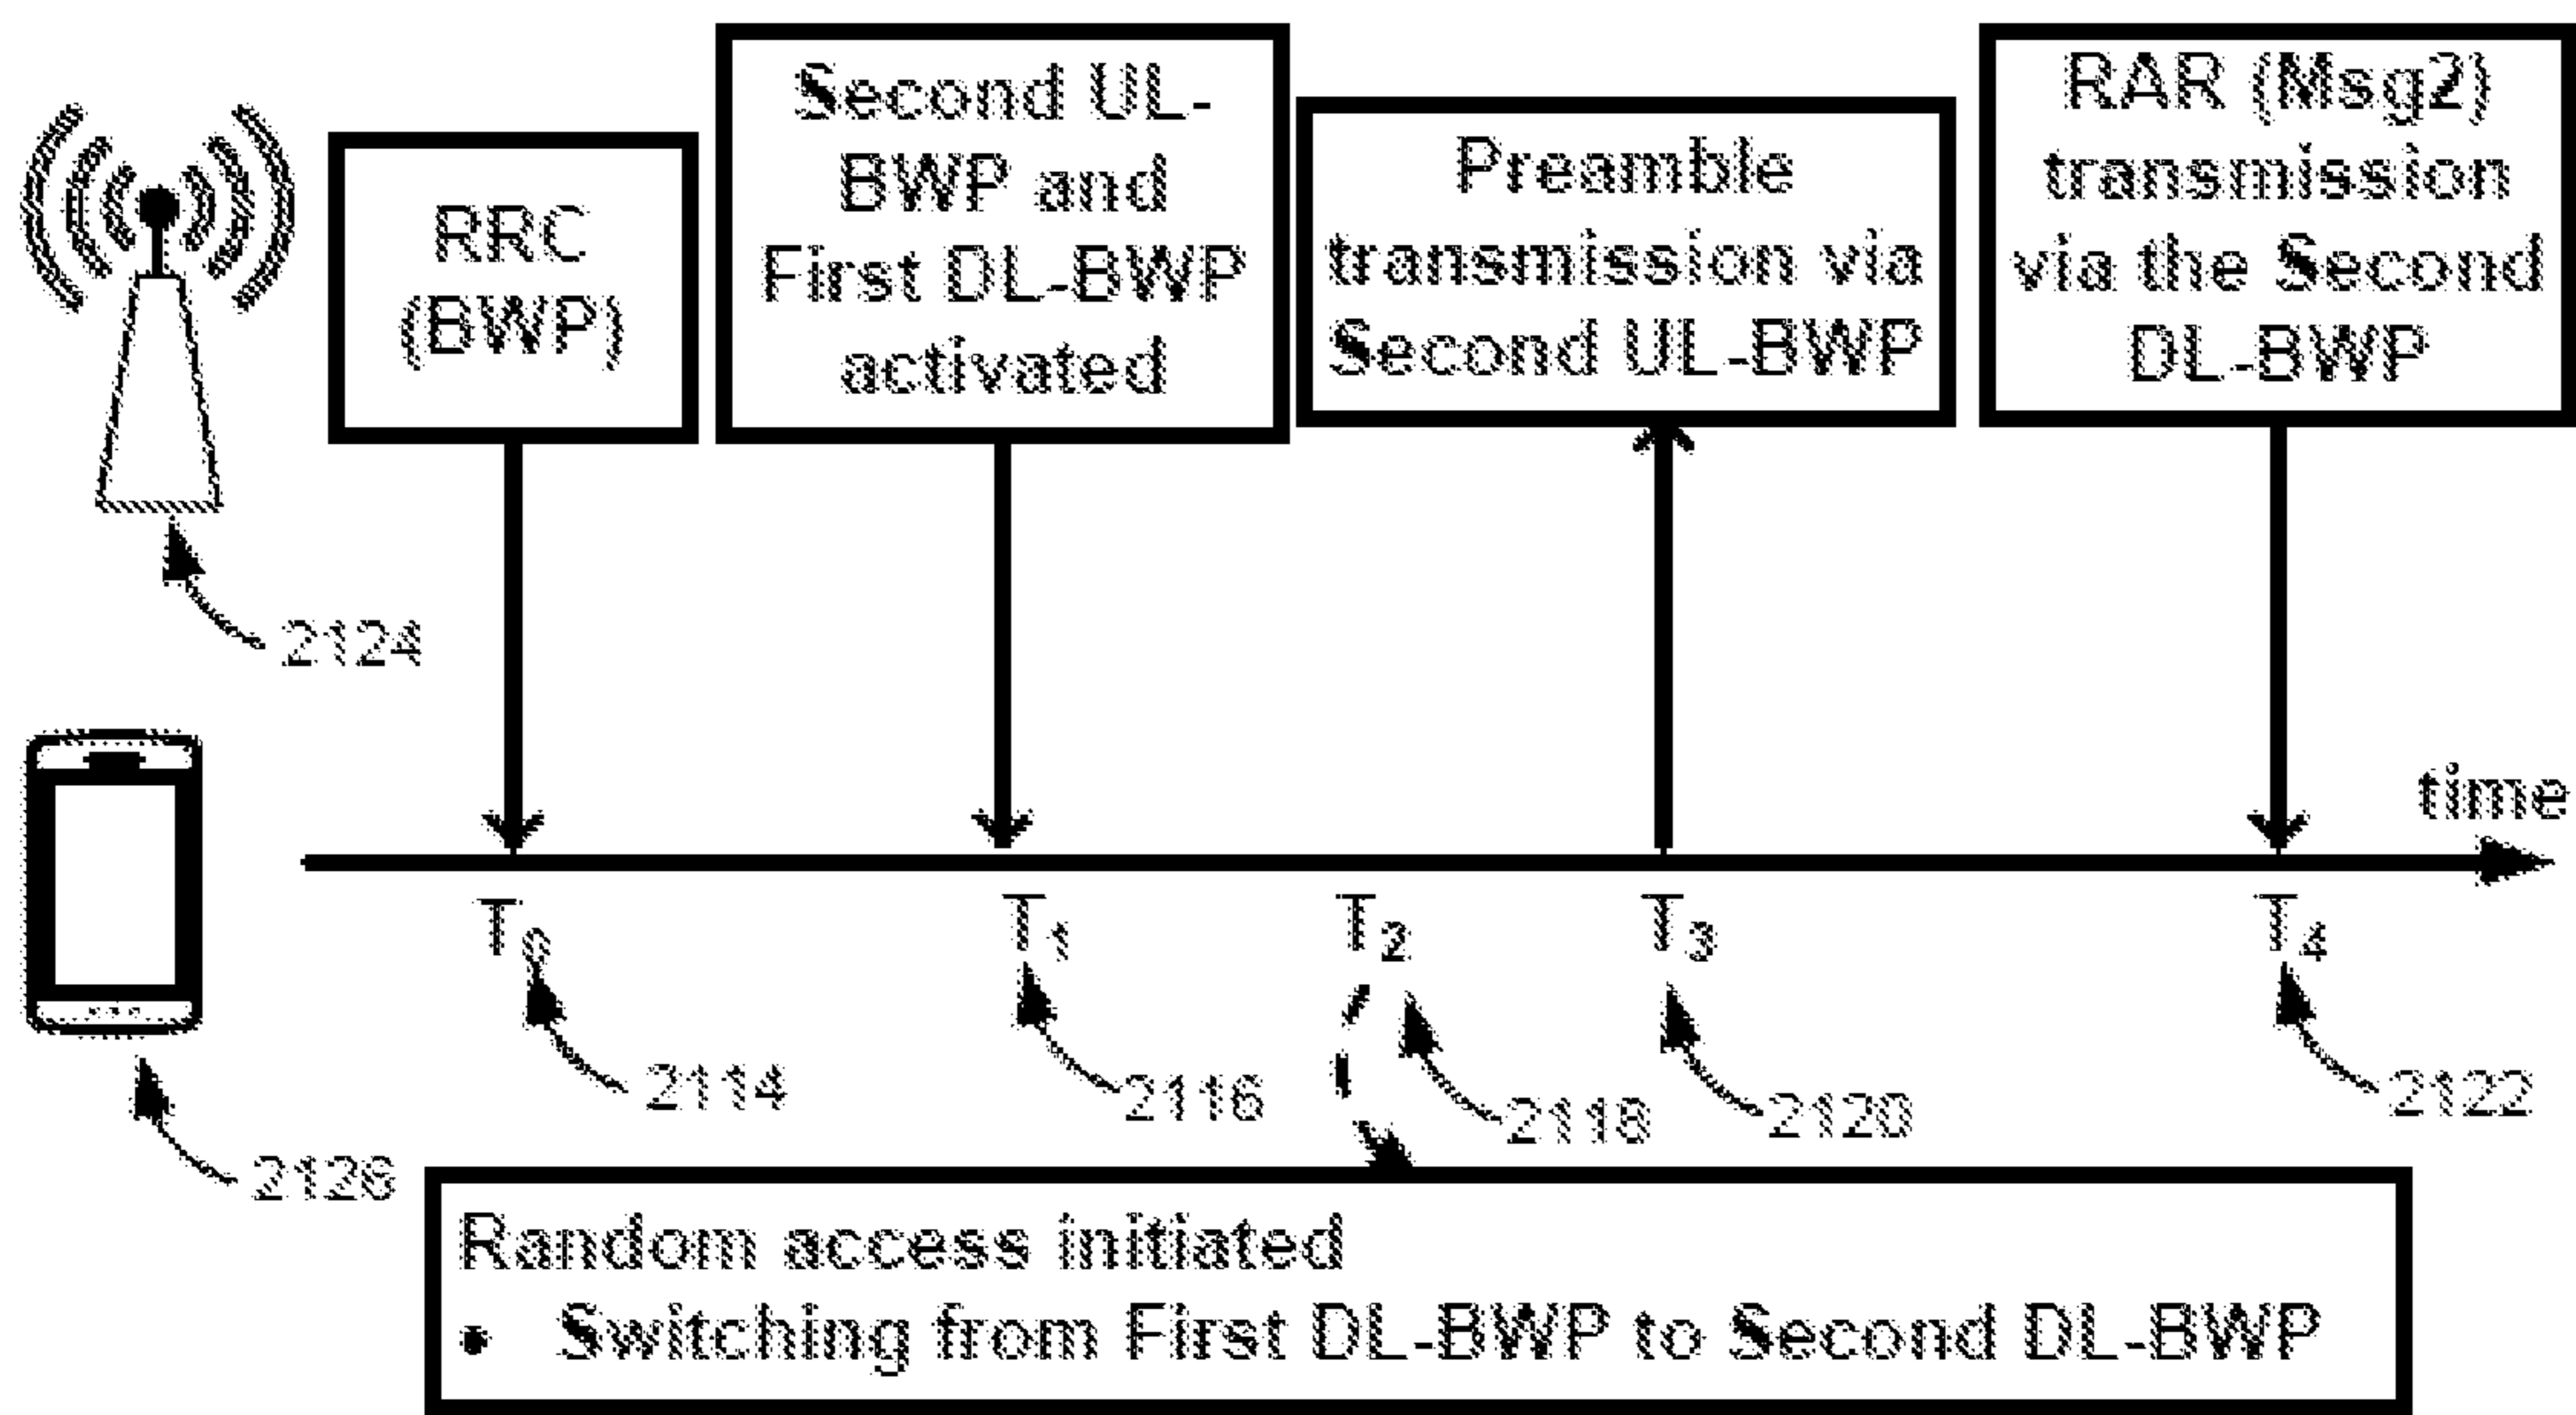 RRC
(BWP)
Second UL-
BWP and
First DL-BWP
activated
Preamble
transmission via
Second UL-BWP
RAR (Msg2)
transmission
via the Second
DL-BWP
2124
time
T0
T1
T2
T3
T4
2114
2116
2118
2120
2122
2126
Random access initiated
• Switching from First DL-BWP to Second DL-BWP